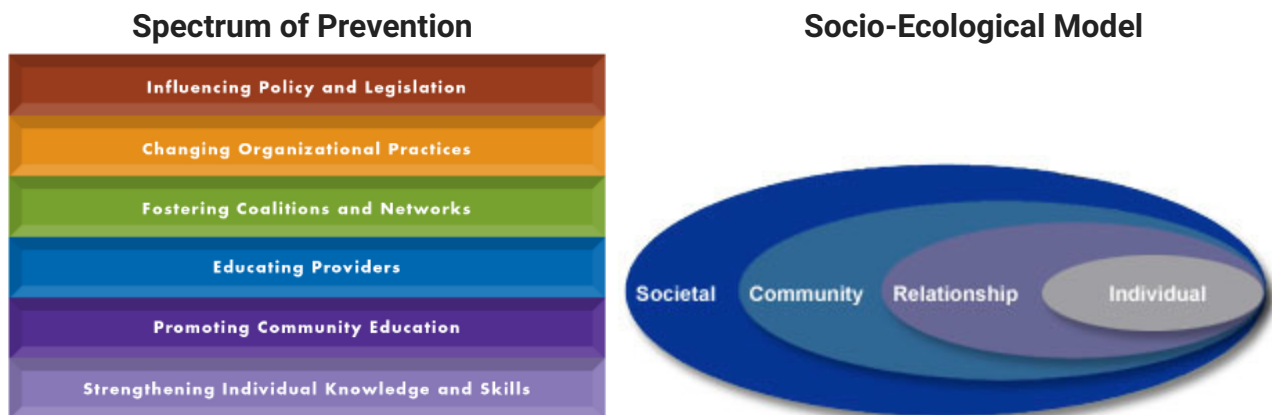 Spectrum of Prevention
Influencing Policy and Legislation
Changing Organizational Practices
Fostering Coalitions and Networks
Educating Providers
Promoting Community Education
Strengthening Individual Knowledge and Skills
Socio-Ecological Model
Societal
Community
Relationship
Individual